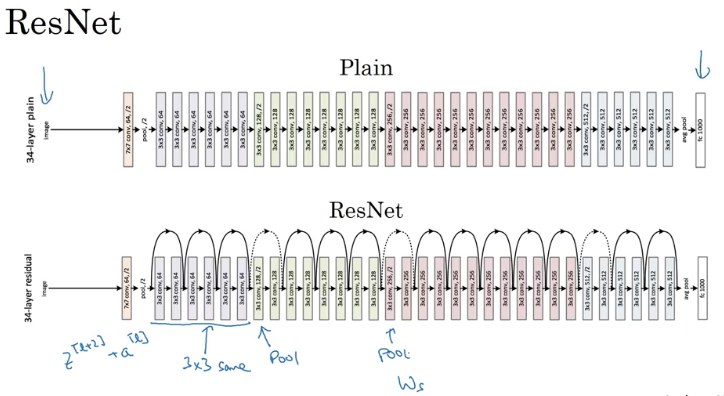 ResNet
Plain
34-layer plain
image
7x7 conv, 64, /2
pool, /2
3x3 conv, 64
3x3 conv, 64
3x3 conv, 64
3x3 conv, 64
3x3 conv, 64
3x3 conv, 64
3x3 conv, 128, /2
3x3 conv, 128
3x3 conv, 128
3x3 conv, 128
3x3 conv, 128
3x3 conv, 128
3x3 conv, 128
3x3 conv, 128
3x3 conv, 256, /2
3x3 conv, 256
3x3 conv, 256
3x3 conv, 256
3x3 conv, 256
3x3 conv, 256
3x3 conv, 256
3x3 conv, 256
3x3 conv, 256
3x3 conv, 256
3x3 conv, 256
3x3 conv, 256
3x3 conv, 512, /2
3x3 conv, 512
3x3 conv, 512
3x3 conv, 512
3x3 conv, 512
3x3 conv, 512
avg pool
fc 1000
ResNet
34-layer residual
image
7x7 conv, 64, /2
pool, /2
3x3 conv, 64
3x3 conv, 64
3x3 conv, 64
3x3 conv, 64
3x3 conv, 64
3x3 conv, 64
3x3 conv, 128, /2
3x3 conv, 128
3x3 conv, 128
3x3 conv, 128
3x3 conv, 128
3x3 conv, 128
3x3 conv, 128
3x3 conv, 128
3x3 conv, 256, /2
3x3 conv, 256
3x3 conv, 256
3x3 conv, 256
3x3 conv, 256
3x3 conv, 256
3x3 conv, 256
3x3 conv, 256
3x3 conv, 256
3x3 conv, 256
3x3 conv, 256
3x3 conv, 256
3x3 conv, 512, /2
3x3 conv, 512
3x3 conv, 512
3x3 conv, 512
3x3 conv, 512
3x3 conv, 512
avg pool
fc 1000
z^[l+2] + a^[l]
3x3 same
Pool
Pool
Ws